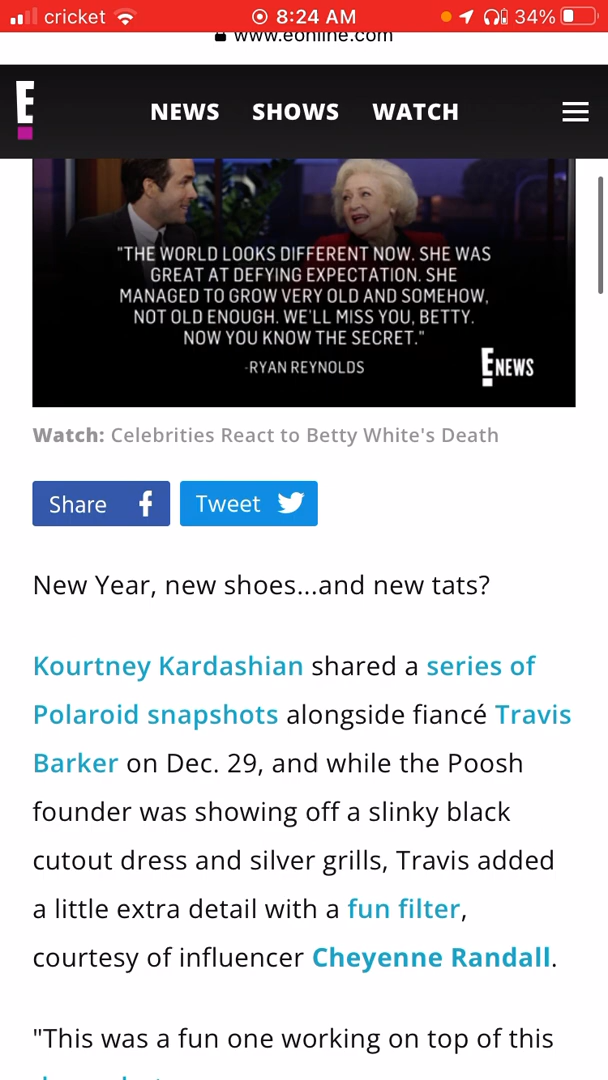 cricket 8:24 AM 34%
www.eonline.com
E NEWS SHOWS WATCH
"THE WORLD LOOKS DIFFERENT NOW. SHE WAS
GREAT AT DEFYING EXPECTATION. SHE
MANAGED TO GROW VERY OLD AND SOMEHOW,
NOT OLD ENOUGH. WE'LL MISS YOU, BETTY.
NOW YOU KNOW THE SECRET."
-RYAN REYNOLDS
E NEWS
Watch: Celebrities React to Betty White's Death
Share f Tweet
New Year, new shoes...and new tats?
Kourtney Kardashian shared a series of
Polaroid snapshots alongside fiancé Travis
Barker on Dec. 29, and while the Poosh
founder was showing off a slinky black
cutout dress and silver grills, Travis added
a little extra detail with a fun filter,
courtesy of influencer Cheyenne Randall.
"This was a fun one working on top of this